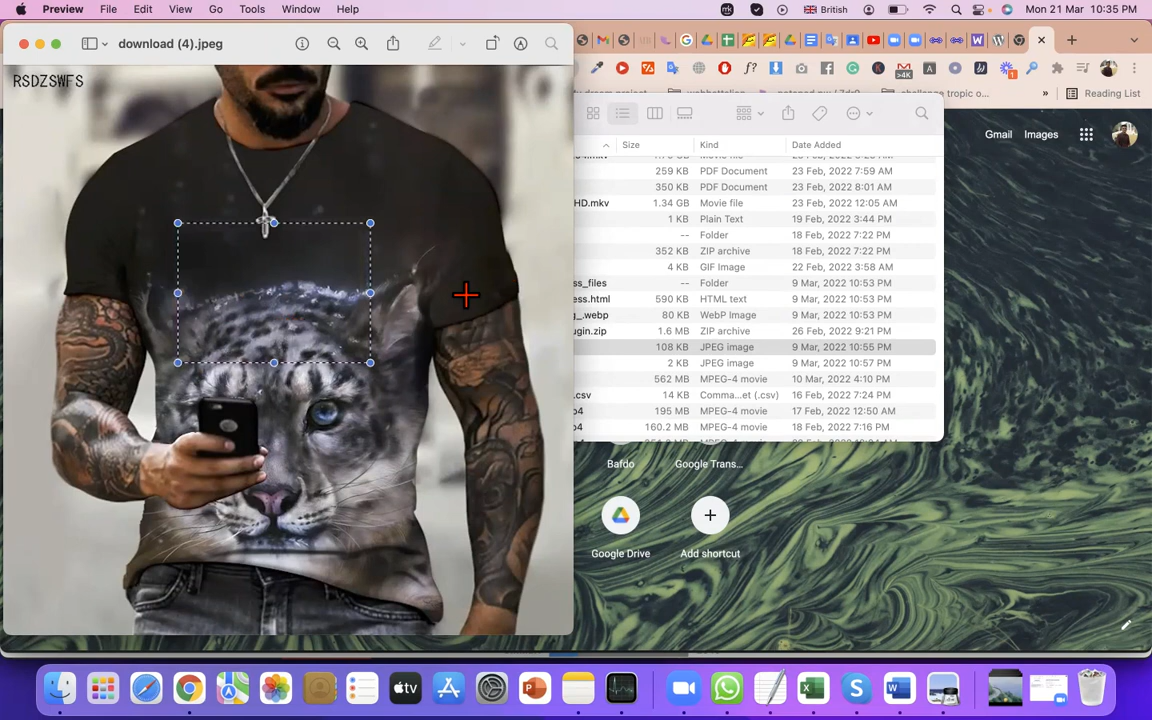 Preview File Edit View Go Tools Window Help British Mon 21 Mar 10:35 PM
download (4).jpeg
RSDZSWFS
>4K
f?
1
A
challenge tropic o...
» Reading List
Gmail Images
Size Kind Date Added
259 KB PDF Document 23 Feb, 2022 7:59 AM
350 KB PDF Document 23 Feb, 2022 8:01 AM
HD.mkv 1.34 GB Movie file 23 Feb, 2022 12:05 AM
1 KB Plain Text 19 Feb, 2022 3:44 PM
-- Folder 18 Feb, 2022 7:22 PM
352 KB ZIP archive 18 Feb, 2022 7:22 PM
4 KB GIF Image 22 Feb, 2022 3:58 AM
ss_files -- Folder 9 Mar, 2022 10:53 PM
ess.html 590 KB HTML text 9 Mar, 2022 10:53 PM
g_.webp 80 KB WebP Image 9 Mar, 2022 10:53 PM
ugin.zip 1.6 MB ZIP archive 26 Feb, 2022 9:21 PM
108 KB JPEG image 9 Mar, 2022 10:55 PM
2 KB JPEG image 9 Mar, 2022 10:57 PM
562 MB MPEG-4 movie 10 Mar, 2022 4:10 PM
.csv 14 KB Comma...et (.csv) 16 Feb, 2022 7:24 PM
p4 195 MB MPEG-4 movie 17 Feb, 2022 12:50 AM
p4 160.2 MB MPEG-4 movie 18 Feb, 2022 7:16 PM
Bafdo Google Trans...
Google Drive Add shortcut
tv